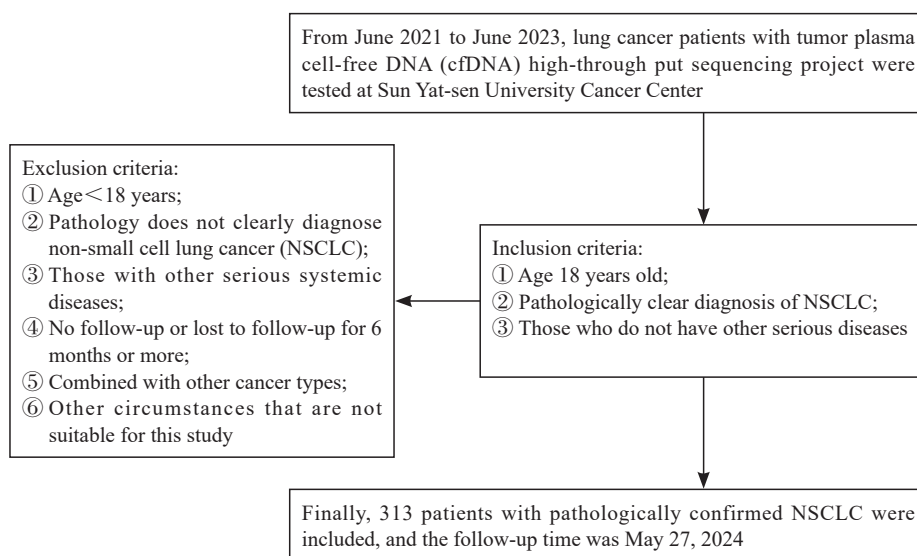 From June 2021 to June 2023, lung cancer patients with tumor plasma
cell-free DNA (cfDNA) high-through put sequencing project were
tested at Sun Yat-sen University Cancer Center
Exclusion criteria:
① Age<18 years;
② Pathology does not clearly diagnose
non-small cell lung cancer (NSCLC);
③ Those with other serious systemic
diseases;
④ No follow-up or lost to follow-up for 6
months or more;
⑤ Combined with other cancer types;
⑥ Other circumstances that are not
suitable for this study
Inclusion criteria:
① Age 18 years old;
② Pathologically clear diagnosis of NSCLC;
③ Those who do not have other serious diseases
Finally, 313 patients with pathologically confirmed NSCLC were
included, and the follow-up time was May 27, 2024